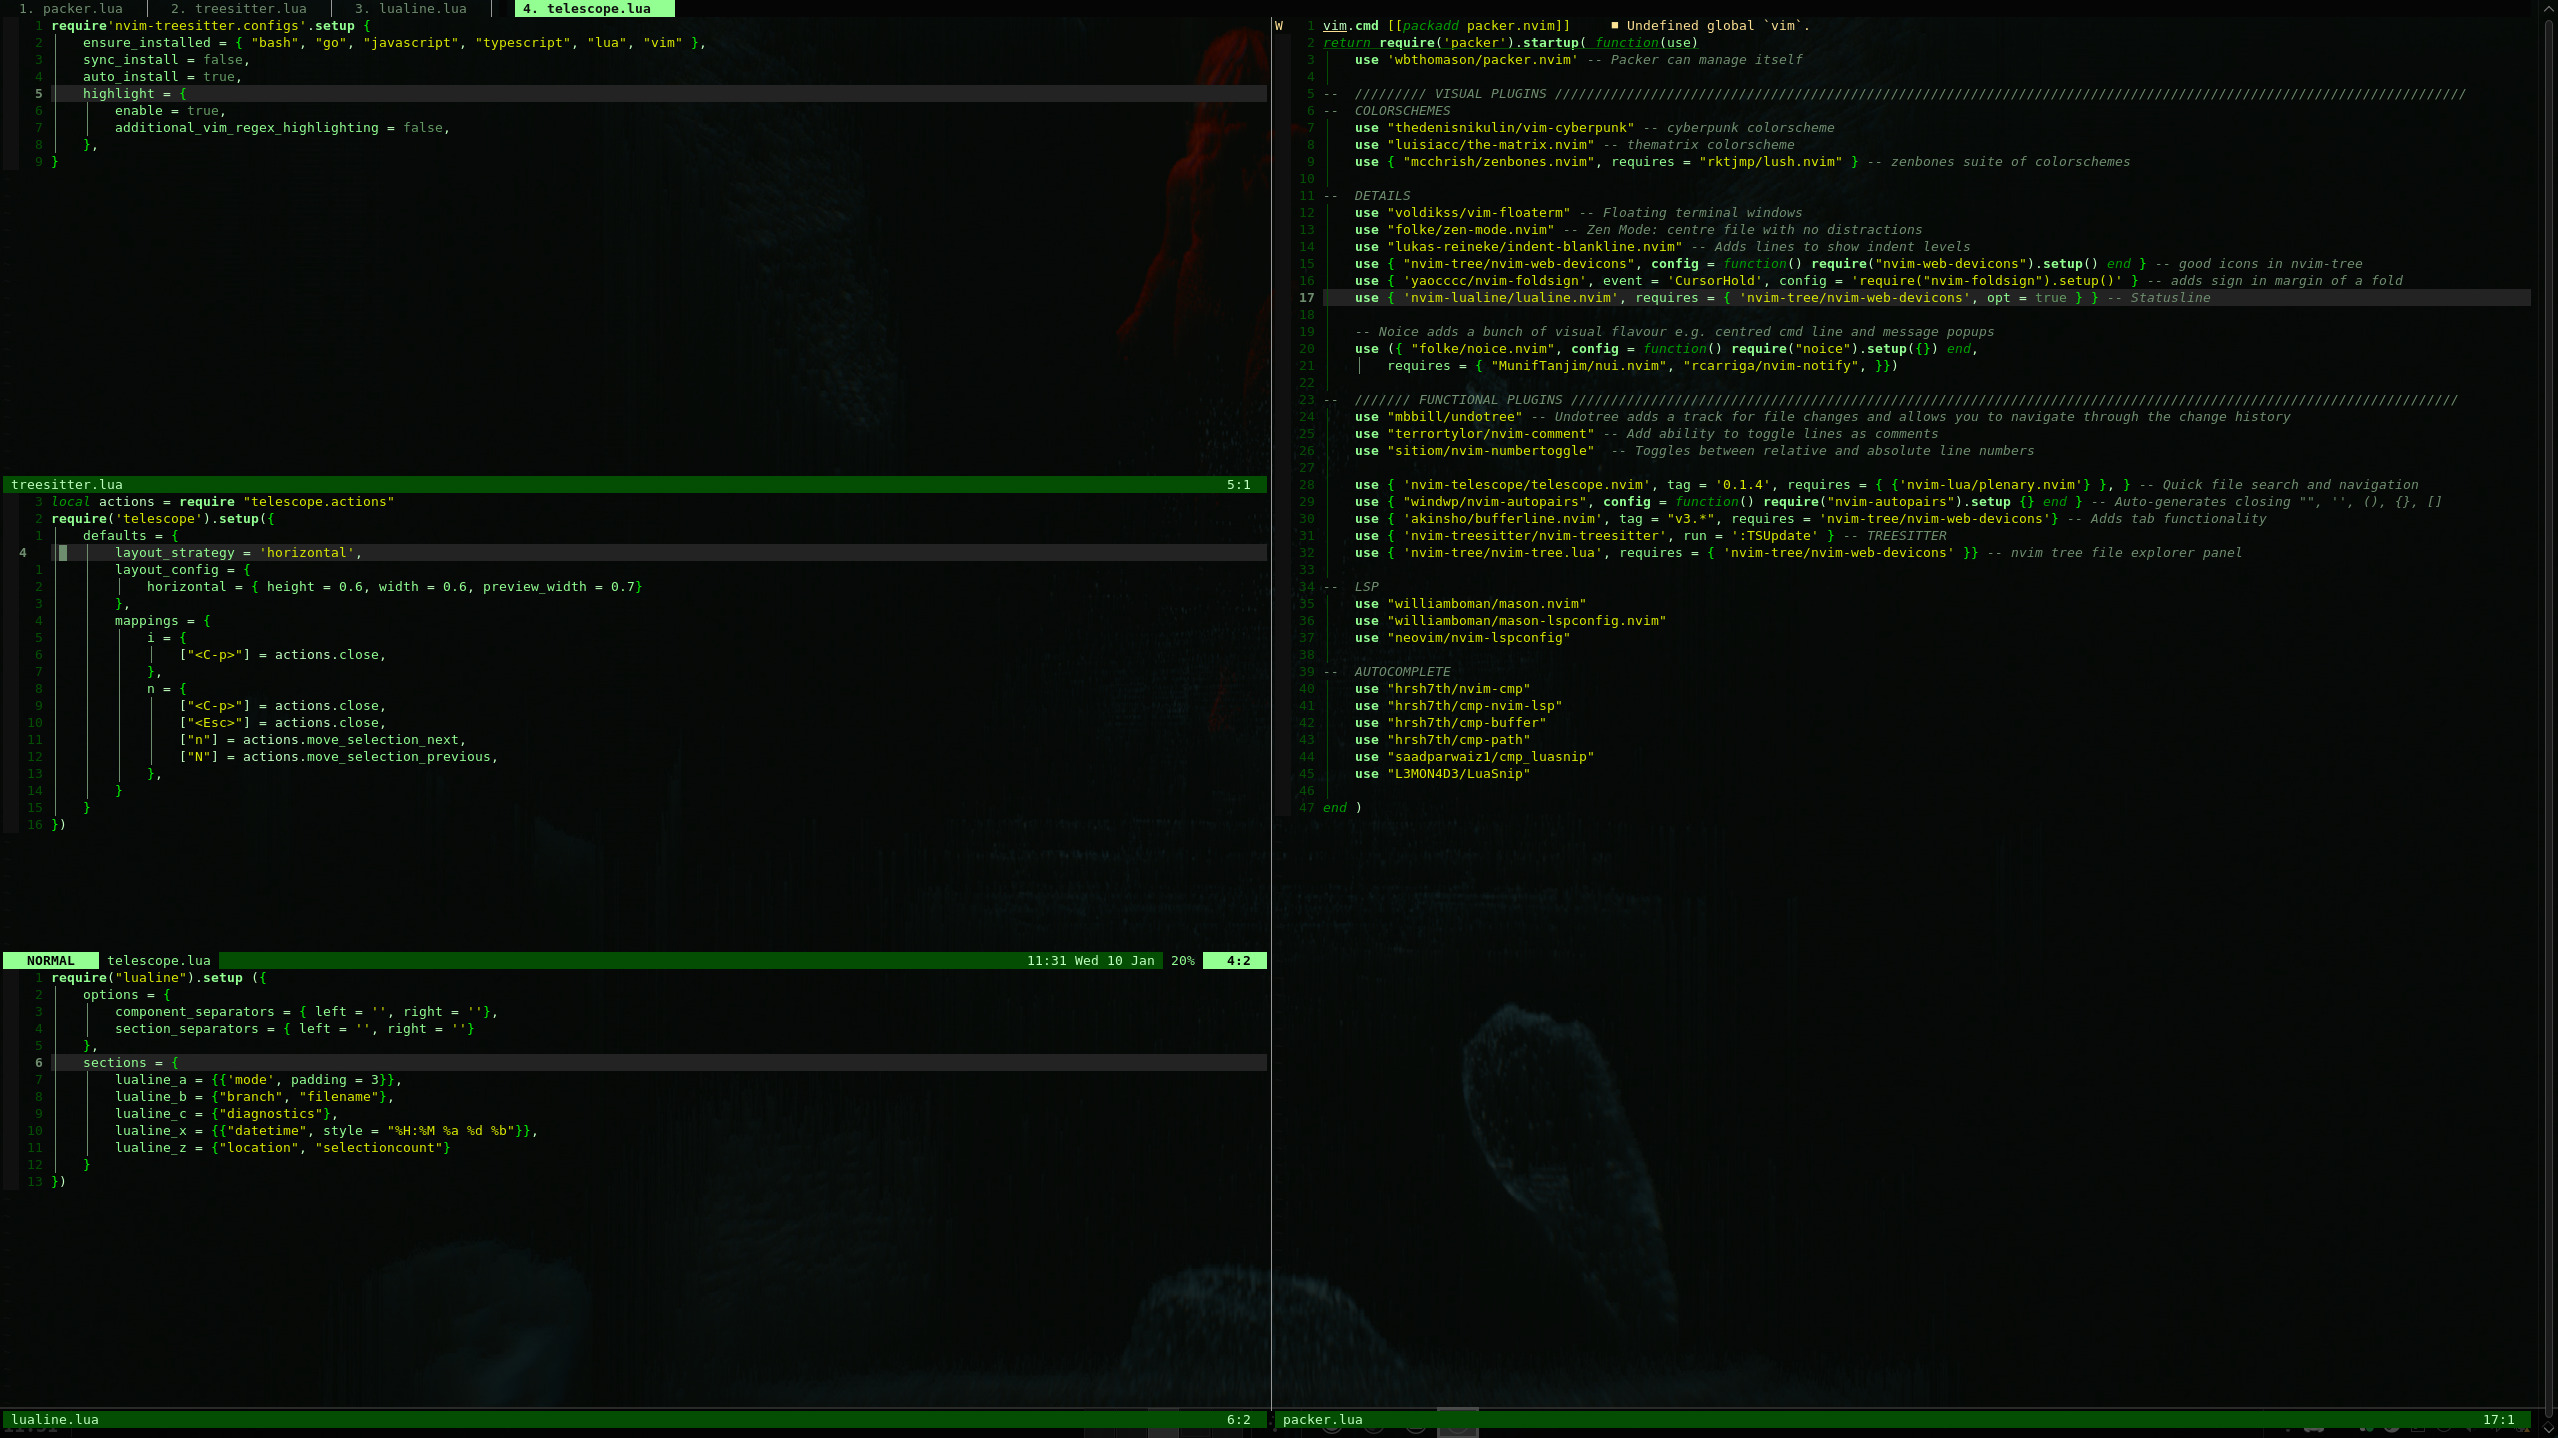 1. packer.lua 2. treesitter.lua 3. lualine.lua 4. telescope.lua
1 require'nvim-treesitter.configs'.setup {
2 ensure_installed = { "bash", "go", "javascript", "typescript", "lua", "vim" },
3 sync_install = false,
4 auto_install = true,
5 highlight = {
6 enable = true,
7 additional_vim_regex_highlighting = false,
8 },
9 }
treesitter.lua 5:1
3 local actions = require "telescope.actions"
2 require('telescope').setup({
1 defaults = {
4 layout_strategy = 'horizontal',
1 layout_config = {
2 horizontal = { height = 0.6, width = 0.6, preview_width = 0.7}
3 },
4 mappings = {
5 i = {
6 ["<C-p>"] = actions.close,
7 },
8 n = {
9 ["<C-p>"] = actions.close,
10 ["<Esc>"] = actions.close,
11 ["n"] = actions.move_selection_next,
12 ["N"] = actions.move_selection_previous,
13 },
14 }
15 }
16 })
NORMAL telescope.lua 11:31 Wed 10 Jan 20% 4:2
1 require("lualine").setup ({
2 options = {
3 component_separators = { left = '', right = ''},
4 section_separators = { left = '', right = ''}
5 },
6 sections = {
7 lualine_a = {{'mode', padding = 3}},
8 lualine_b = {"branch", "filename"},
9 lualine_c = {"diagnostics"},
10 lualine_x = {{"datetime", style = "%H:%M %a %d %b"}},
11 lualine_z = {"location", "selectioncount"}
12 }
13 })
lualine.lua 6:2
W 1 vim.cmd [[packadd packer.nvim]] ■ Undefined global `vim`.
2 return require('packer').startup( function(use)
3 use 'wbthomason/packer.nvim' -- Packer can manage itself
4
5 -- ///////// VISUAL PLUGINS //////////////////////////////////////////////////////////////////////////////////////////////////////////////////
6 -- COLORSCHEMES
7 use "thedenisnikulin/vim-cyberpunk" -- cyberpunk colorscheme
8 use "luisiacc/the-matrix.nvim" -- thematrix colorscheme
9 use { "mcchrish/zenbones.nvim", requires = "rktjmp/lush.nvim" } -- zenbones suite of colorschemes
10
11 -- DETAILS
12 use "voldikss/vim-floaterm" -- Floating terminal windows
13 use "folke/zen-mode.nvim" -- Zen Mode: centre file with no distractions
14 use "lukas-reineke/indent-blankline.nvim" -- Adds lines to show indent levels
15 use { "nvim-tree/nvim-web-devicons", config = function() require("nvim-web-devicons").setup() end } -- good icons in nvim-tree
16 use { 'yaocccc/nvim-foldsign', event = 'CursorHold', config = 'require("nvim-foldsign").setup()' } -- adds sign in margin of a fold
17 use { 'nvim-lualine/lualine.nvim', requires = { 'nvim-tree/nvim-web-devicons', opt = true } } -- Statusline
18
19 -- Noice adds a bunch of visual flavour e.g. centred cmd line and message popups
20 use ({ "folke/noice.nvim", config = function() require("noice").setup({}) end,
21 requires = { "MunifTanjim/nui.nvim", "rcarriga/nvim-notify", }})
22
23 -- /////// FUNCTIONAL PLUGINS ///////////////////////////////////////////////////////////////////////////////////////////////////////////////
24 use "mbbill/undotree" -- Undotree adds a track for file changes and allows you to navigate through the change history
25 use "terrortylor/nvim-comment" -- Add ability to toggle lines as comments
26 use "sitiom/nvim-numbertoggle" -- Toggles between relative and absolute line numbers
27
28 use { 'nvim-telescope/telescope.nvim', tag = '0.1.4', requires = { {'nvim-lua/plenary.nvim'} }, } -- Quick file search and navigation
29 use { "windwp/nvim-autopairs", config = function() require("nvim-autopairs").setup {} end } -- Auto-generates closing "", '', (), {}, []
30 use { 'akinsho/bufferline.nvim', tag = "v3.*", requires = 'nvim-tree/nvim-web-devicons'} -- Adds tab functionality
31 use { 'nvim-treesitter/nvim-treesitter', run = ':TSUpdate' } -- TREESITTER
32 use { 'nvim-tree/nvim-tree.lua', requires = { 'nvim-tree/nvim-web-devicons' }} -- nvim tree file explorer panel
33
34 -- LSP
35 use "williamboman/mason.nvim"
36 use "williamboman/mason-lspconfig.nvim"
37 use "neovim/nvim-lspconfig"
38
39 -- AUTOCOMPLETE
40 use "hrsh7th/nvim-cmp"
41 use "hrsh7th/cmp-nvim-lsp"
42 use "hrsh7th/cmp-buffer"
43 use "hrsh7th/cmp-path"
44 use "saadparwaiz1/cmp_luasnip"
45 use "L3MON4D3/LuaSnip"
46
47 end )
packer.lua 17:1